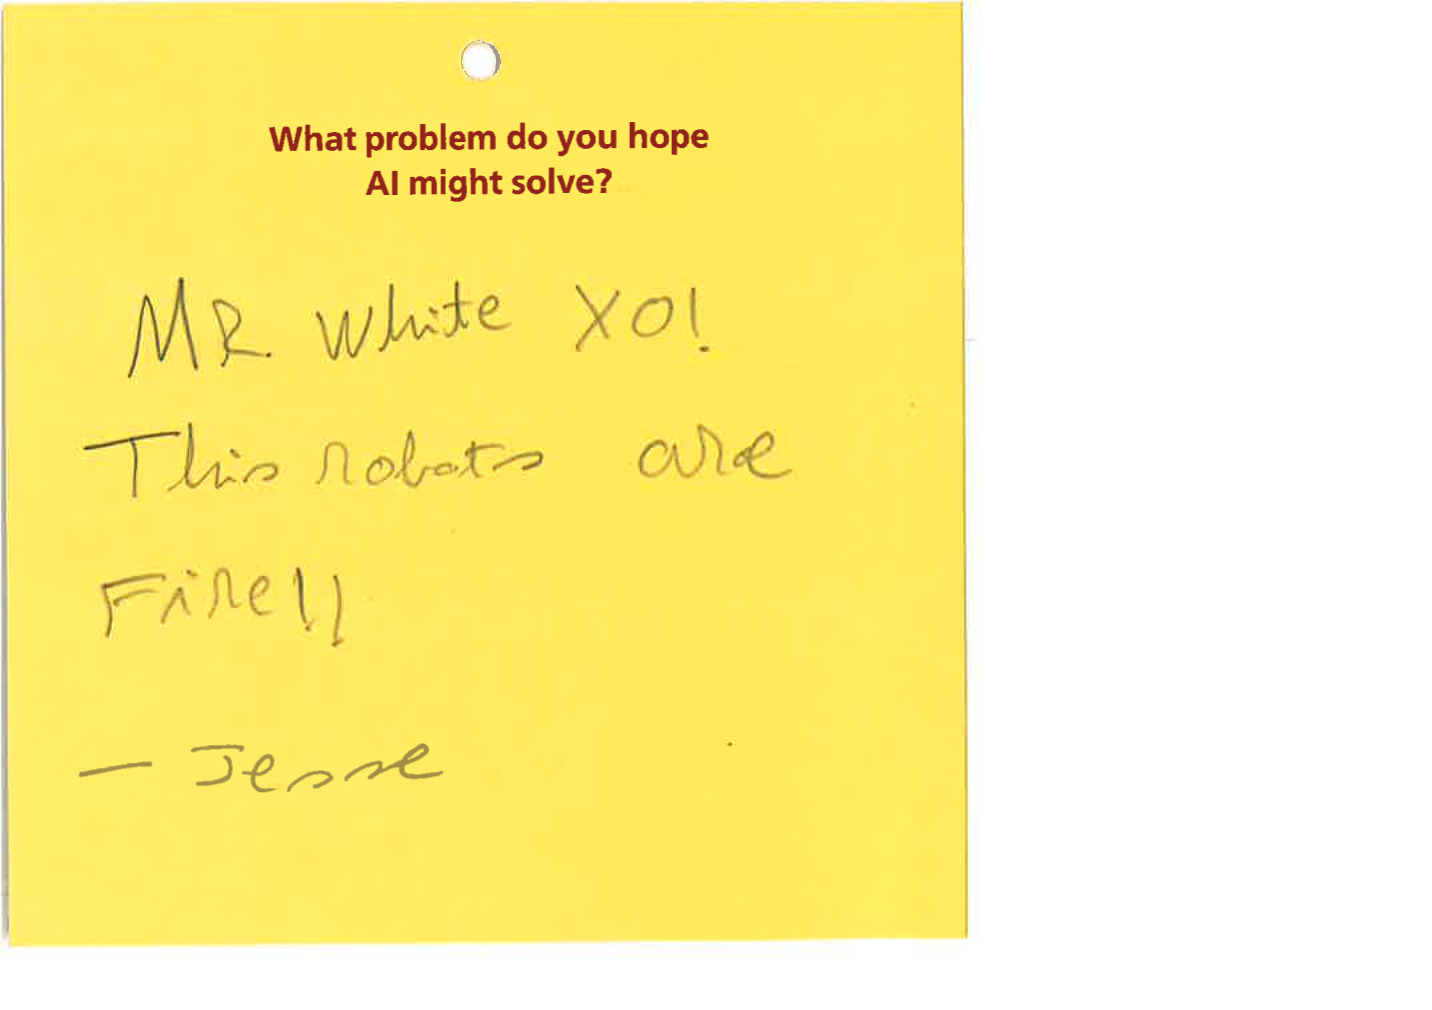 What problem do you hope
AI might solve?
MR. White XO!
This robots are
Fire!!
— Jesse